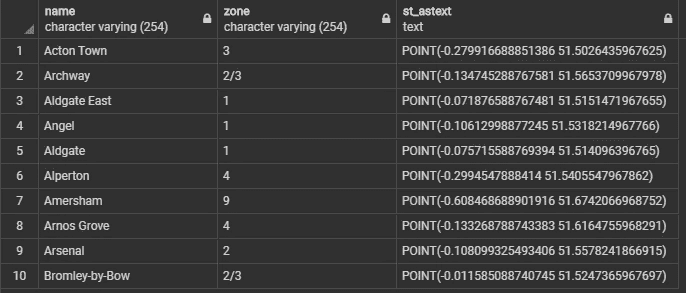 name zone st_astext
character varying (254) character varying (254) text
1 Acton Town 3 POINT(-0.279916688851386 51.5026435967625)
2 Archway 2/3 POINT(-0.134745288767581 51.5653709967978)
3 Aldgate East 1 POINT(-0.071876588767481 51.5151471967655)
4 Angel 1 POINT(-0.10612998877245 51.5318214967766)
5 Aldgate 1 POINT(-0.075715588769394 51.514096396765)
6 Alperton 4 POINT(-0.2994547888414 51.5405547967862)
7 Amersham 9 POINT(-0.608468688901916 51.6742066968752)
8 Arnos Grove 4 POINT(-0.133268788743383 51.6164755968291)
9 Arsenal 2 POINT(-0.108099325493406 51.5578241866915)
10 Bromley-by-Bow 2/3 POINT(-0.011585088740745 51.5247365967697)